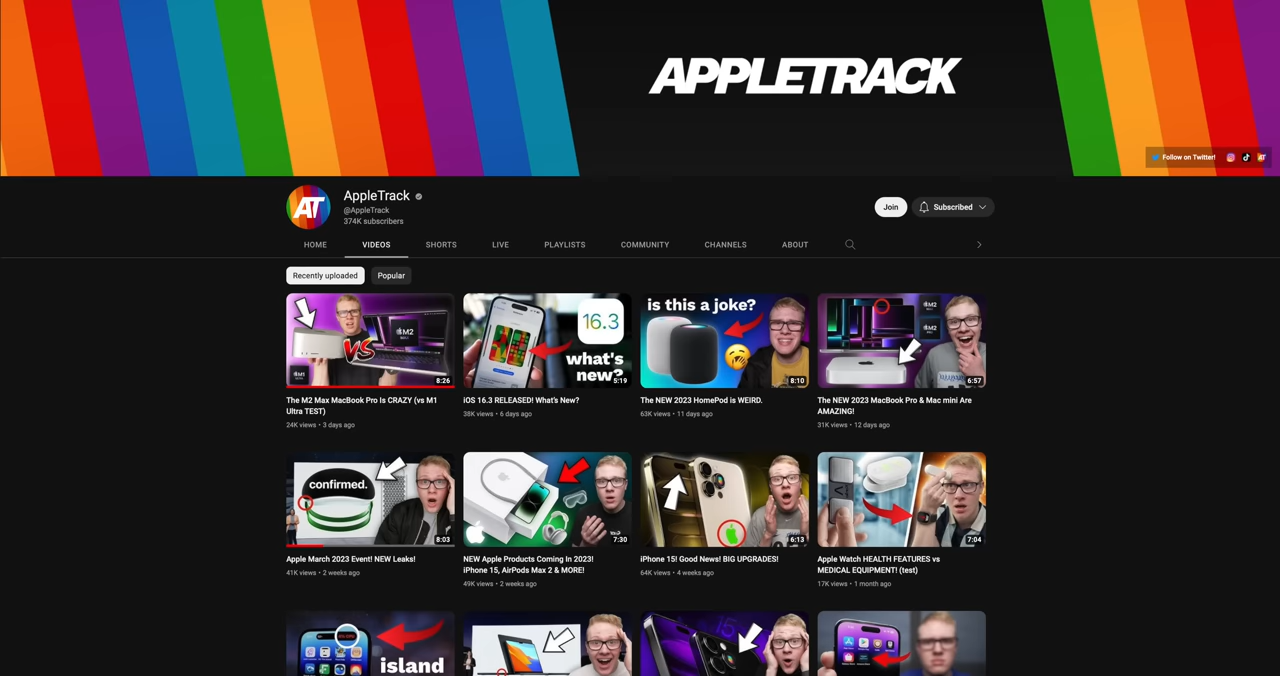 APPLETRACK
Follow on Twitter!
AT
AT
AppleTrack
@AppleTrack
374K subscribers
Join
Subscribed
HOME
VIDEOS
SHORTS
LIVE
PLAYLISTS
COMMUNITY
CHANNELS
ABOUT
Recently uploaded
Popular
M2
VS
M1
8:26
16.3
what's
new?
5:19
is this a joke?
8:10
M2
M2
6:57
The M2 Max MacBook Pro Is CRAZY (vs M1
Ultra TEST)
24K views • 3 days ago
iOS 16.3 RELEASED! What's New?
38K views • 6 days ago
The NEW 2023 HomePod is WEIRD.
63K views • 11 days ago
The NEW 2023 MacBook Pro & Mac mini Are
AMAZING!
31K views • 12 days ago
confirmed.
8:03
7:30
6:13
7:04
Apple March 2023 Event! NEW Leaks!
41K views • 2 weeks ago
NEW Apple Products Coming In 2023!
iPhone 15, AirPods Max 2 & MORE!
49K views • 2 weeks ago
iPhone 15! Good News! BIG UPGRADES!
64K views • 4 weeks ago
Apple Watch HEALTH FEATURES vs
MEDICAL EQUIPMENT! (test)
17K views • 1 month ago
island
15